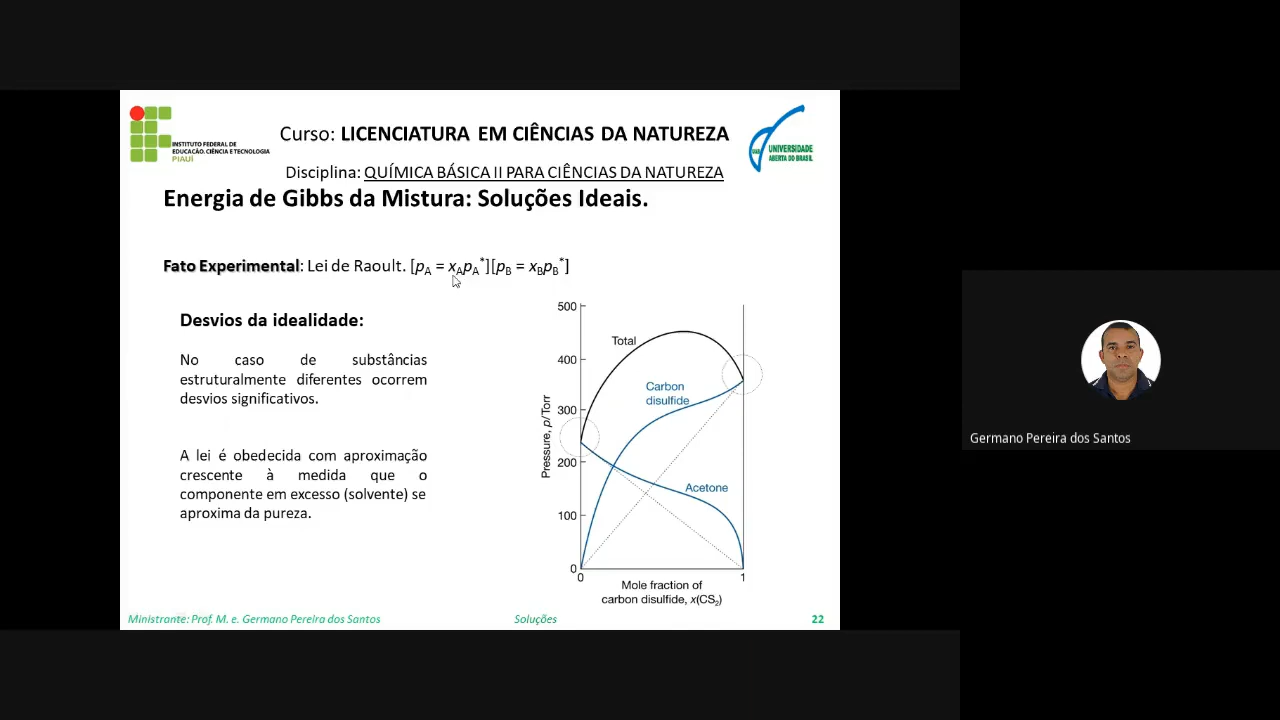 INSTITUTO FEDERAL DE
EDUCAÇÃO, CIÊNCIA E TECNOLOGIA
PIAUÍ
Curso: LICENCIATURA EM CIÊNCIAS DA NATUREZA
UAB
UNIVERSIDADE
ABERTA DO BRASIL
Disciplina: QUÍMICA BÁSICA II PARA CIÊNCIAS DA NATUREZA
Energia de Gibbs da Mistura: Soluções Ideais.
Fato Experimental: Lei de Raoult. [pA = xApA*][pB = xBpB*]
Desvios da idealidade:
No caso de substâncias
estruturalmente diferentes ocorrem
desvios significativos.
A lei é obedecida com aproximação
crescente à medida que o
componente em excesso (solvente) se
aproxima da pureza.
500
400
300
200
100
0
Pressure, p/Torr
Total
Carbon
disulfide
Acetone
0
1
Mole fraction of
carbon disulfide, x(CS2)
Ministrante: Prof. M. e. Germano Pereira dos Santos
Soluções
22
Germano Pereira dos Santos